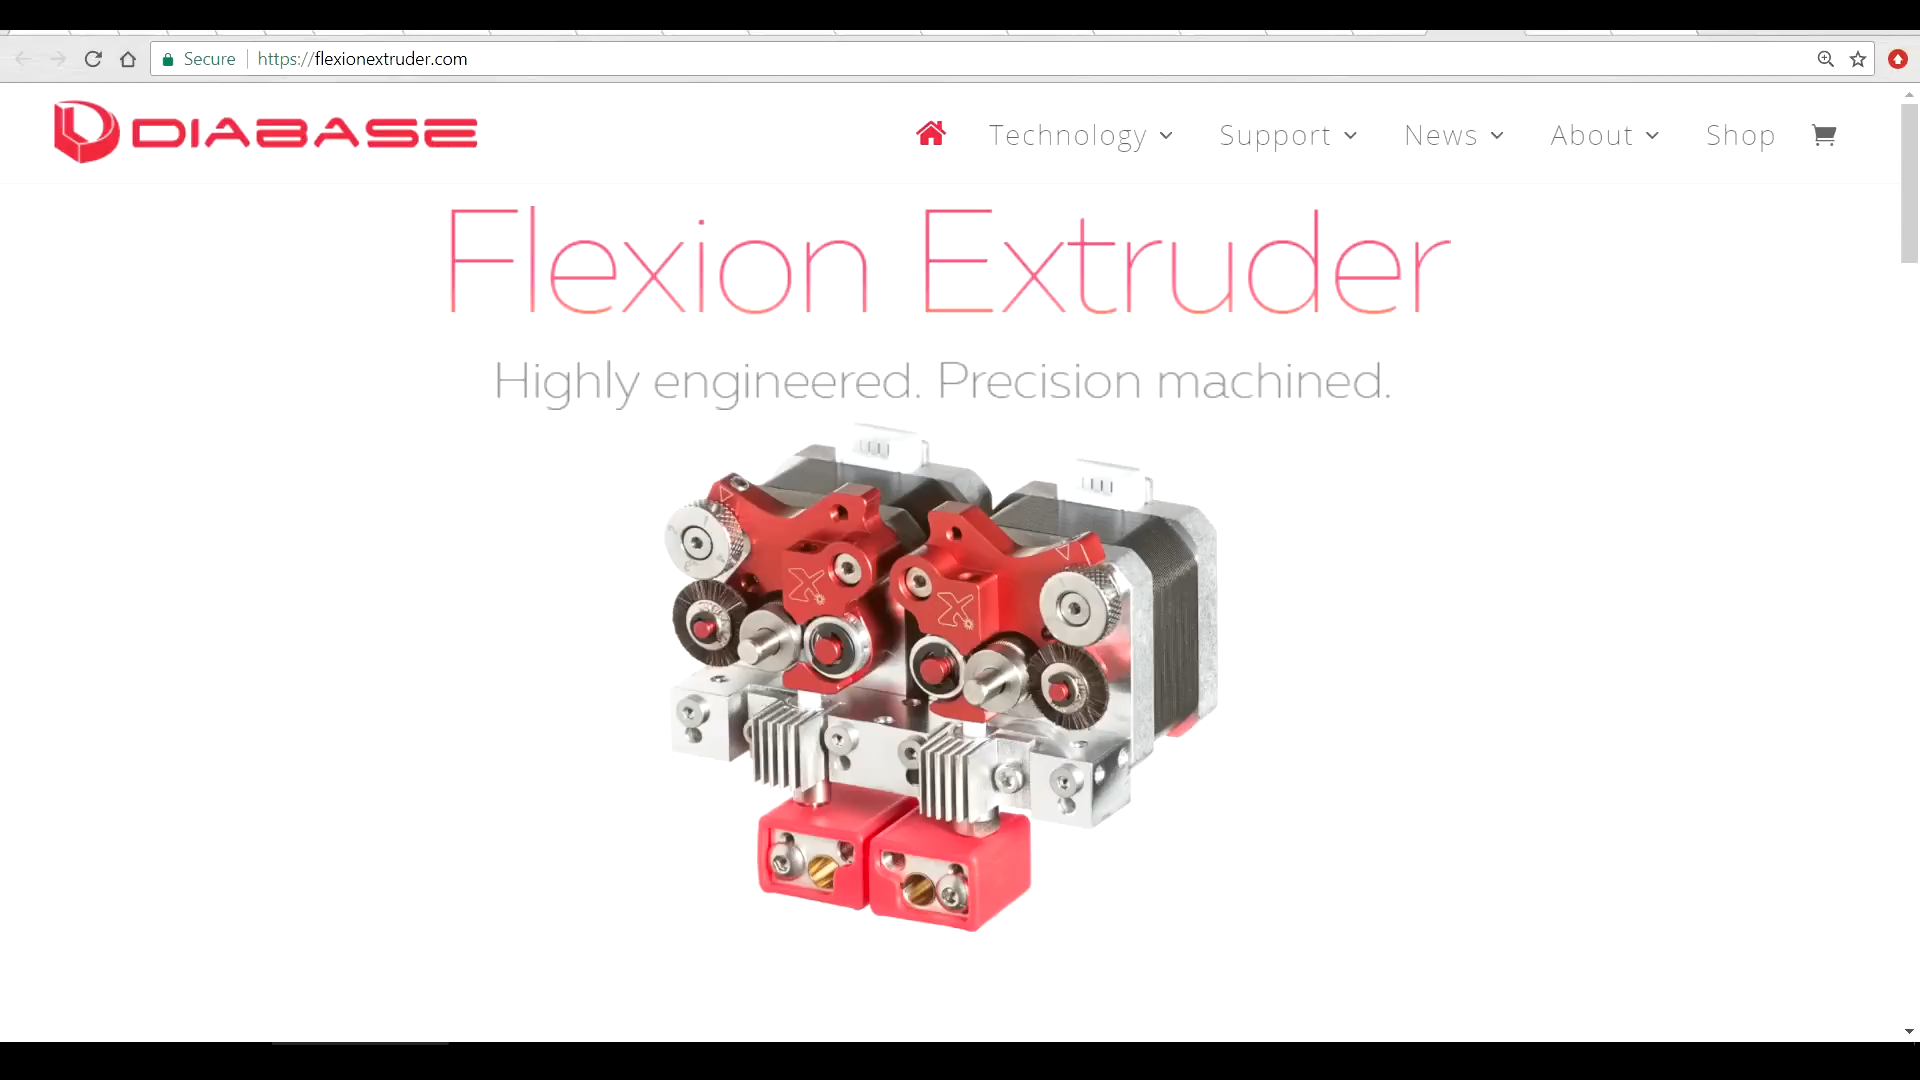 Secure https://flexionextruder.com
DIABASE
Technology Support News About Shop
Flexion Extruder
Highly engineered. Precision machined.